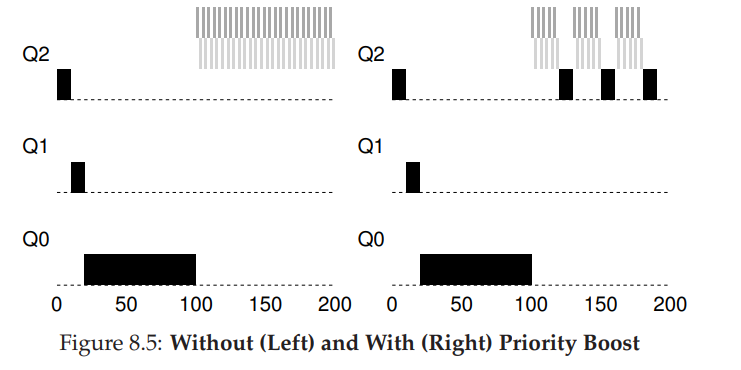 Q2 Q2
Q1 Q1
Q0 Q0
0 50 100 150 200 0 50 100 150 200
Figure 8.5: Without (Left) and With (Right) Priority Boost